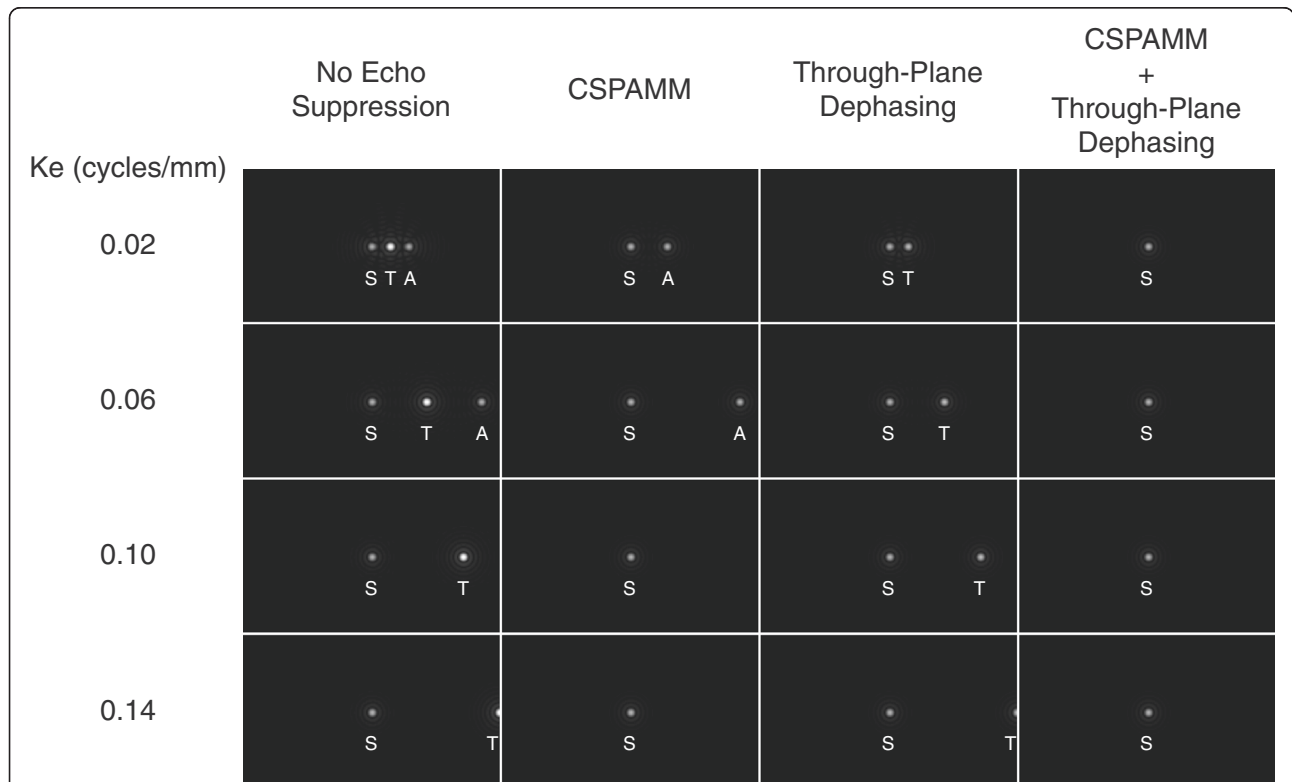 No Echo
Suppression
CSPAMM
Through-Plane
Dephasing
CSPAMM
+
Through-Plane
Dephasing
Ke (cycles/mm)
0.02
S T A
S A
S T
S
0.06
S T A
S A
S T
S
0.10
S T
S
S T
S
0.14
S T
S
S T
S